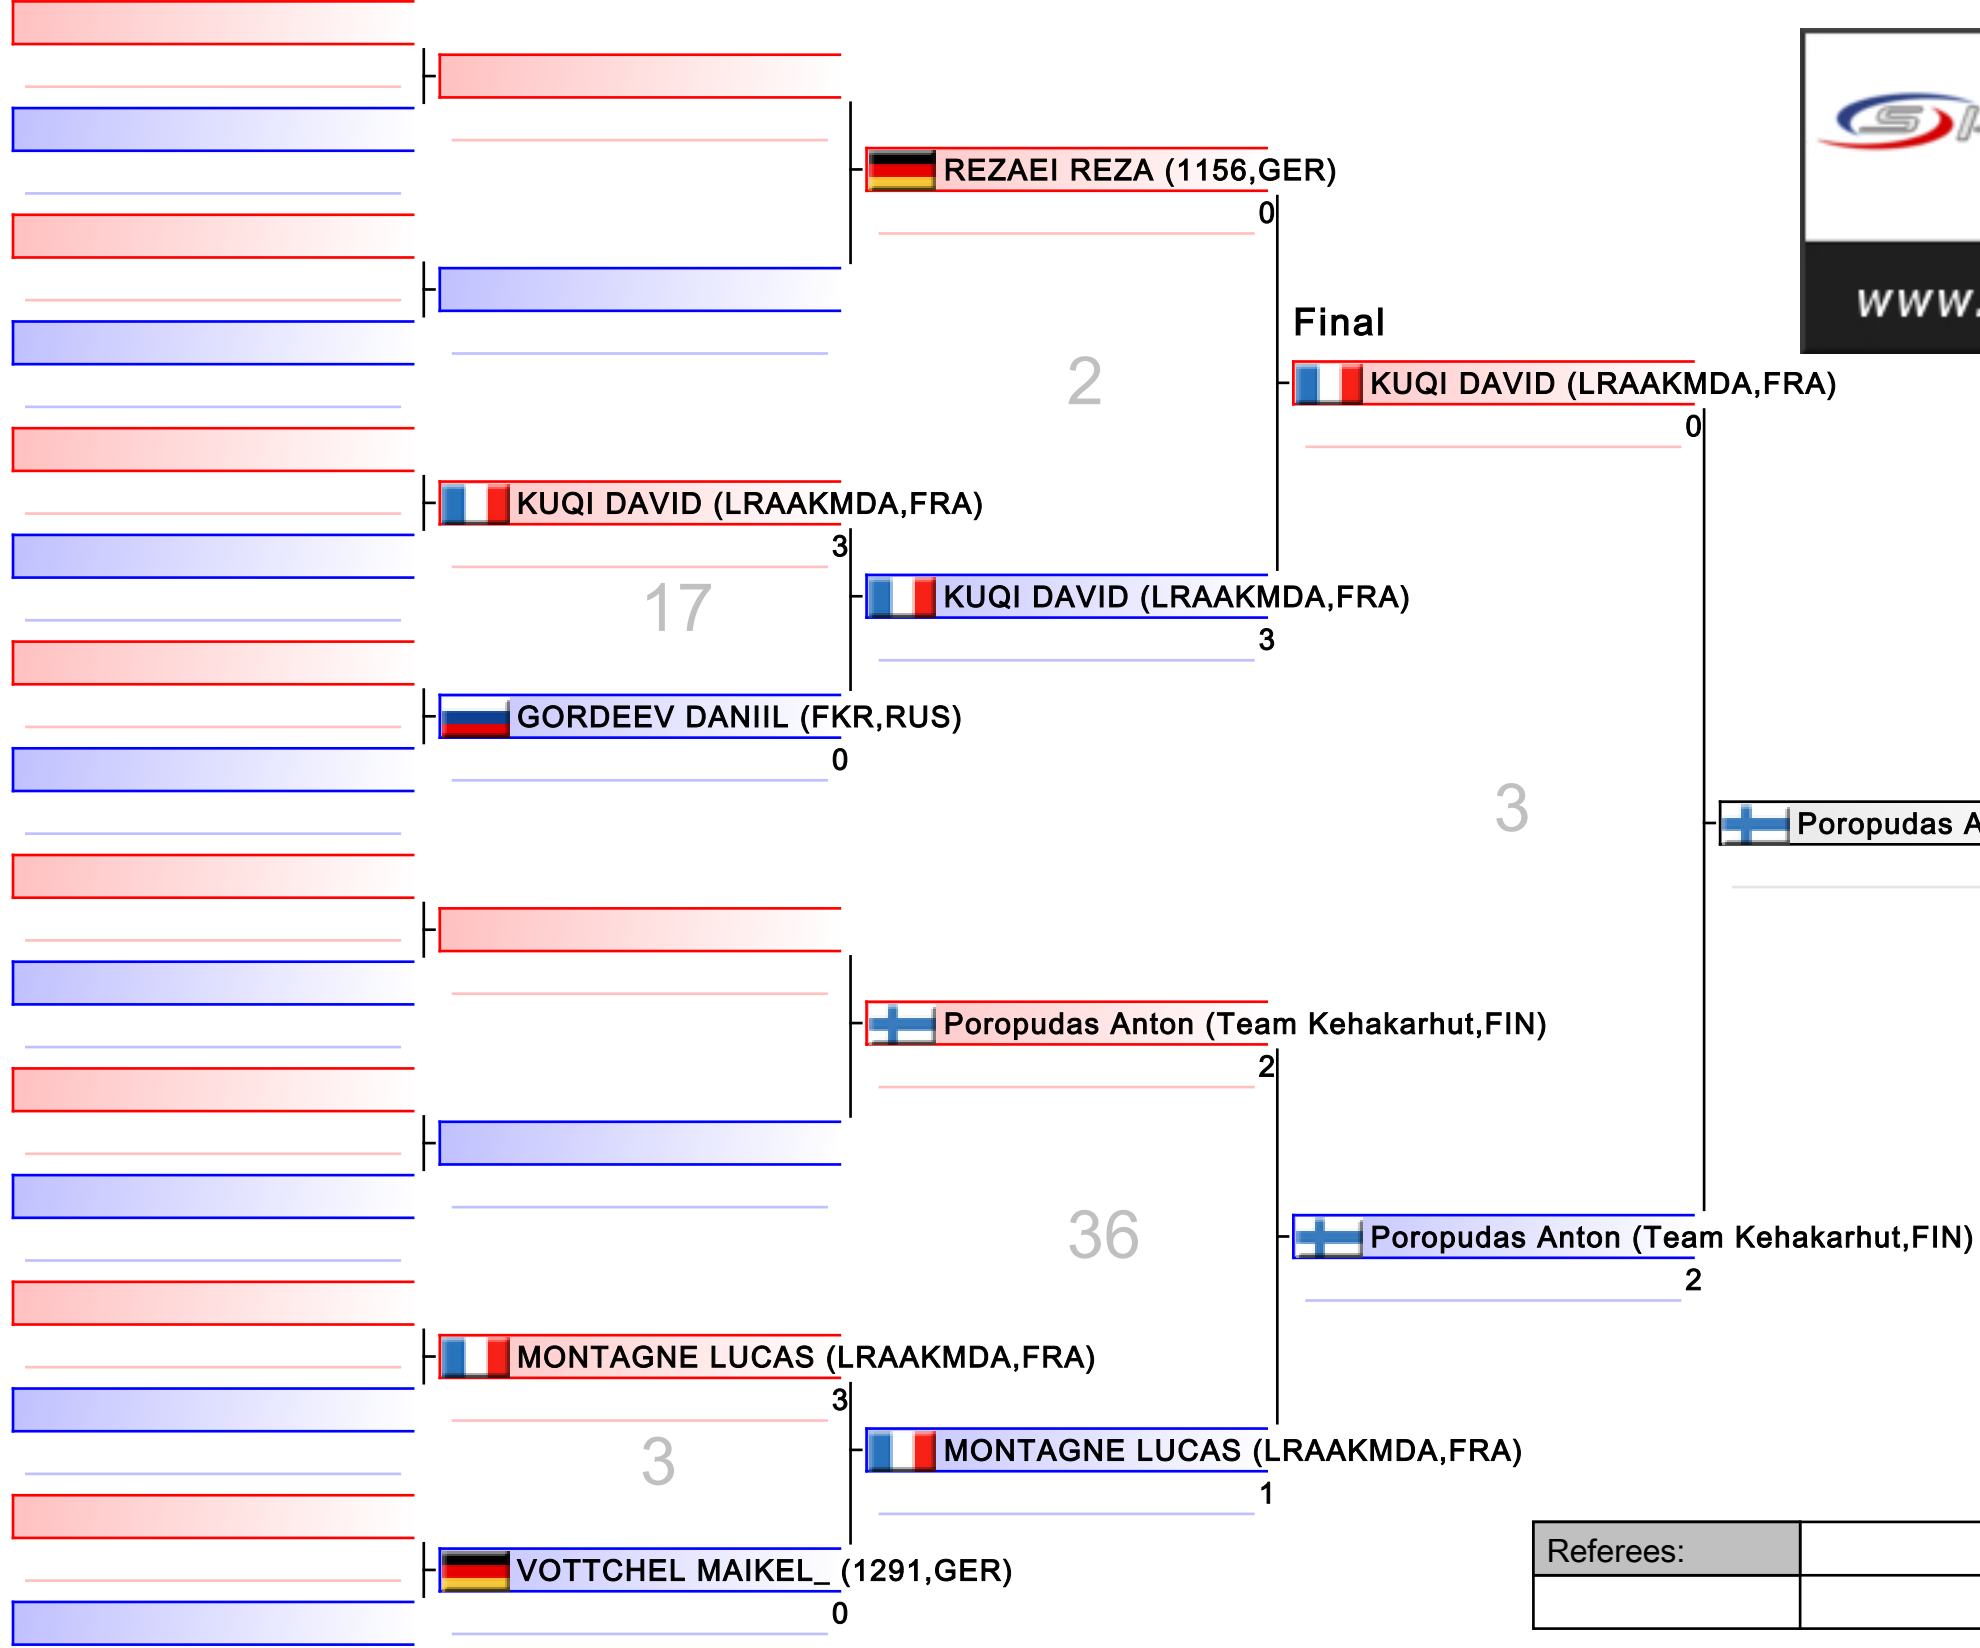 REZAEI REZA (1156,GER)
0
2
Final
KUQI DAVID (LRAAKMDA,FRA)
0
KUQI DAVID (LRAAKMDA,FRA)
3
17
KUQI DAVID (LRAAKMDA,FRA)
3
GORDEEV DANIIL (FKR,RUS)
0
3
Poropudas A
Poropudas Anton (Team Kehakarhut,FIN)
2
36
Poropudas Anton (Team Kehakarhut,FIN)
2
MONTAGNE LUCAS (LRAAKMDA,FRA)
3
3
MONTAGNE LUCAS (LRAAKMDA,FRA)
1
VOTTCHEL MAIKEL_ (1291,GER)
0
Referees:
www.